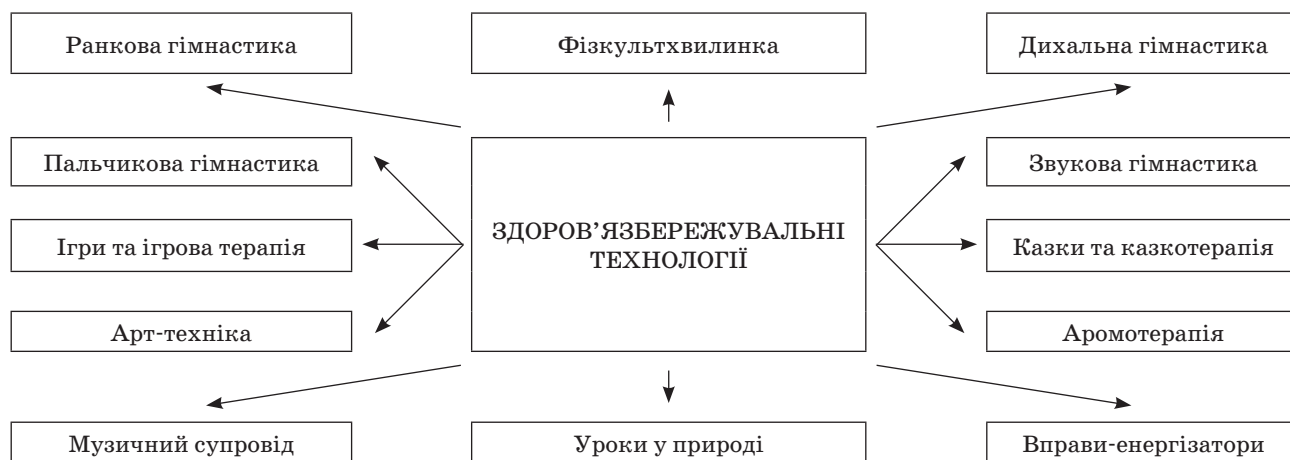 Ранкова гімнастика
Фізкультхвилинка
Дихальна гімнастика
Пальчикова гімнастика
Звукова гімнастика
ЗДОРОВ’ЯЗБЕРЕЖУВАЛЬНІ
ТЕХНОЛОГІЇ
Ігри та ігрова терапія
Казки та казкотерапія
Арт-техніка
Аромотерапія
Музичний супровід
Уроки у природі
Вправи-енергізатори